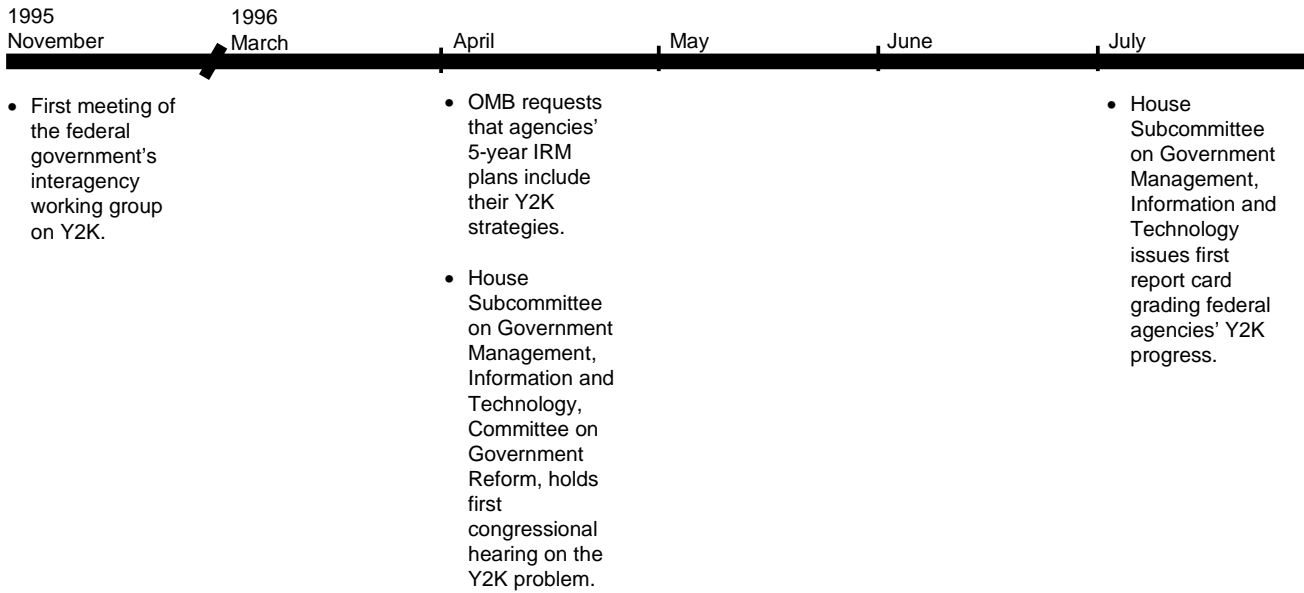 1995
November
1996
March
April
May
June
July
• First meeting of
the federal
government’s
interagency
working group
on Y2K.
• OMB requests
that agencies’
5-year IRM
plans include
their Y2K
strategies.
• House
Subcommittee
on Government
Management,
Information and
Technology,
Committee on
Government
Reform, holds
first
congressional
hearing on the
Y2K problem.
• House
Subcommittee
on Government
Management,
Information and
Technology
issues first
report card
grading federal
agencies’ Y2K
progress.